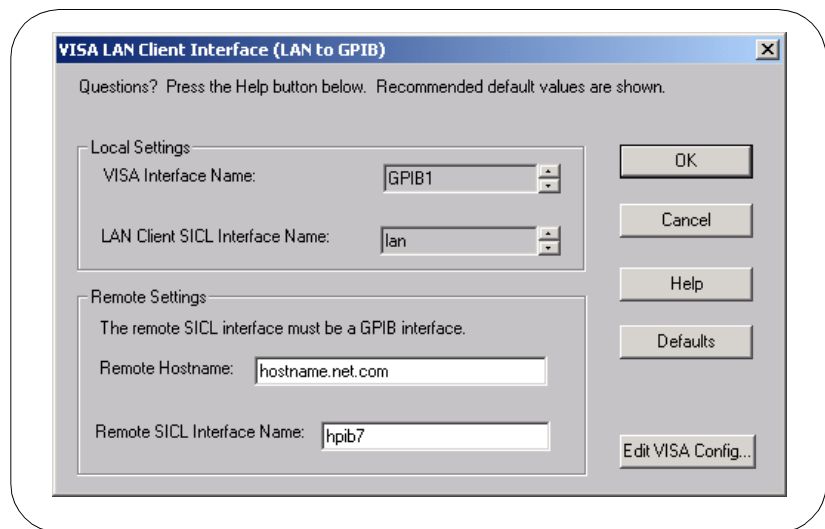 VISA LAN Client Interface (LAN to GPIB)
Questions? Press the Help button below. Recommended default values are shown.
Local Settings
VISA Interface Name: GPIB1
LAN Client SICL Interface Name: lan
OK
Cancel
Help
Defaults
Remote Settings
The remote SICL interface must be a GPIB interface.
Remote Hostname: hostname.net.com
Remote SICL Interface Name: hpib7
Edit VISA Config...